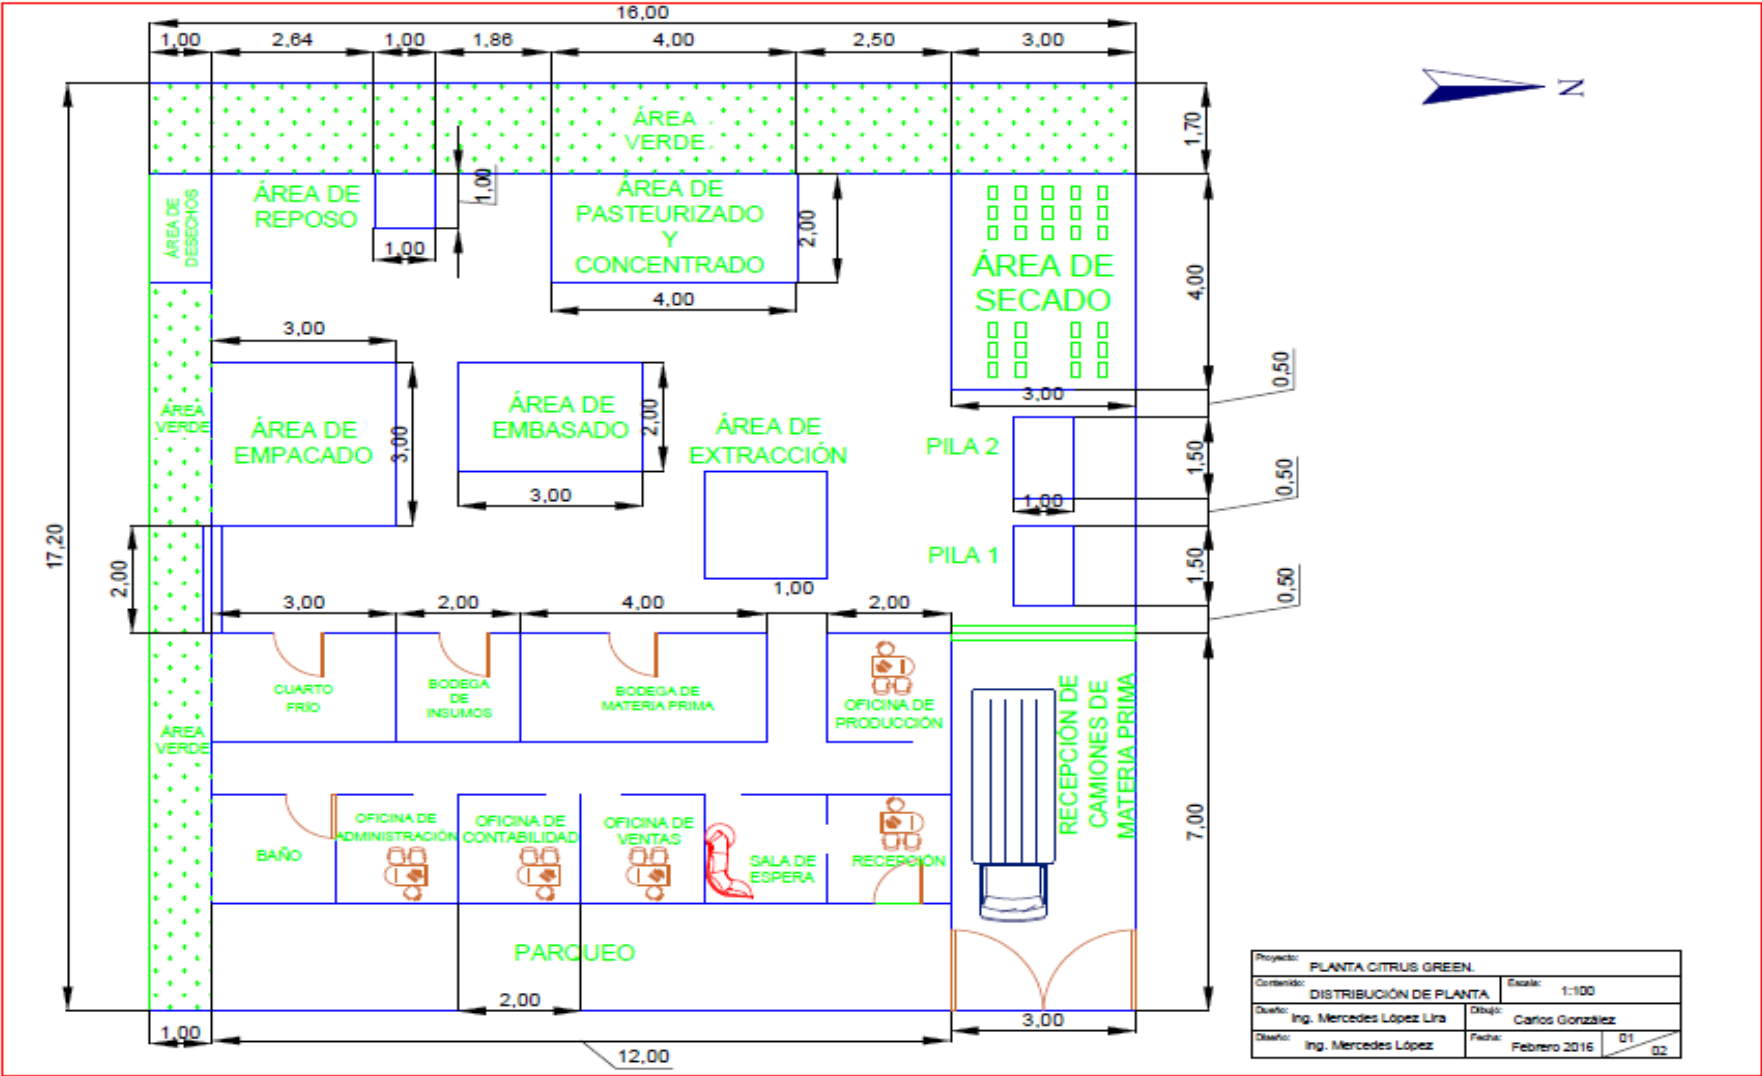 16,00
1,00
2,64
1,00
1,86
4,00
2,50
3,00
N
ÁREA
VERDE
1,70
ÁREA DE
DESECHOS
ÁREA DE
REPOSO
1,00
1,00
ÁREA DE
PASTEURIZADO
Y
CONCENTRADO
2,00
4,00
ÁREA DE
SECADO
4,00
3,00
3,00
0,50
ÁREA
VERDE
ÁREA DE
EMPACADO
3,00
ÁREA DE
EMBASADO
2,00
3,00
ÁREA DE
EXTRACCIÓN
PILA 2
1,50
1,00
0,50
17,20
2,00
PILA 1
1,50
0,50
3,00
2,00
4,00
1,00
2,00
CUARTO
FRÍO
BODEGA
DE
INSUMOS
BODEGA DE
MATERIA PRIMA
OFICINA DE
PRODUCCIÓN
RECEPCIÓN DE
CAMIONES DE
MATERIA PRIMA
ÁREA
VERDE
7,00
BAÑO
OFICINA DE
ADMINISTRACIÓN
OFICINA DE
CONTABILIDAD
OFICINA DE
VENTAS
SALA DE
ESPERA
RECEPCIÓN
PARQUEO
2,00
1,00
12,00
3,00
Proyecto: PLANTA CITRUS GREEN.
Contenido: DISTRIBUCIÓN DE PLANTA Escala: 1:100
Dueño: Ing. Mercedes López Lira Dibujo: Carlos González
Diseño: Ing. Mercedes López Fecha: Febrero 2016 01 02